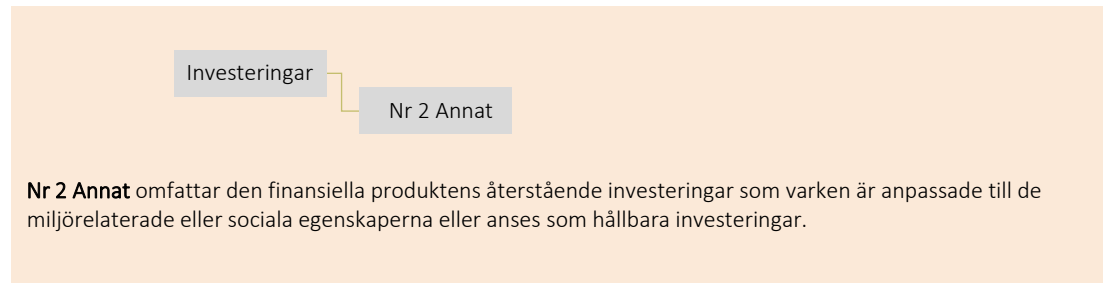 Investeringar
Nr 2 Annat
Nr 2 Annat omfattar den finansiella produktens återstående investeringar som varken är anpassade till de
miljörelaterade eller sociala egenskaperna eller anses som hållbara investeringar.